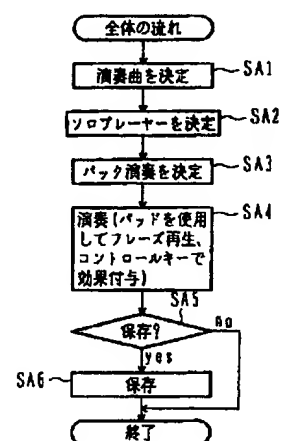 全体の流れ
演奏曲を決定
SA1
ソロプレーヤーを決定
SA2
バック演奏を決定
SA3
演奏(パッドを使用
してフレーズ再生、
コントロールキーで
効果付与)
SA4
保存?
SA5
No
yes
SA6
保存
終了